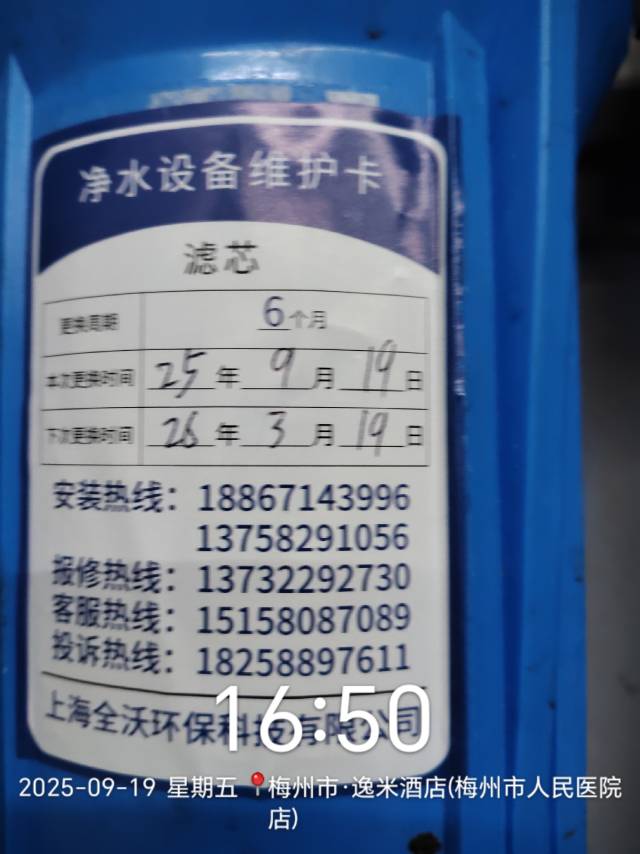 净水设备维护卡
滤芯
更换周期 6个月
本次更换时间 25年9月19日
下次更换时间 26年3月19日
安装热线：18867143996
13758291056
报修热线：13732292730
客服热线：15158087089
投诉热线：18258897611
上海全沃环保科技有限公司
16:50
2025-09-19 星期五 📍梅州市·逸米酒店(梅州市人民医院
店)